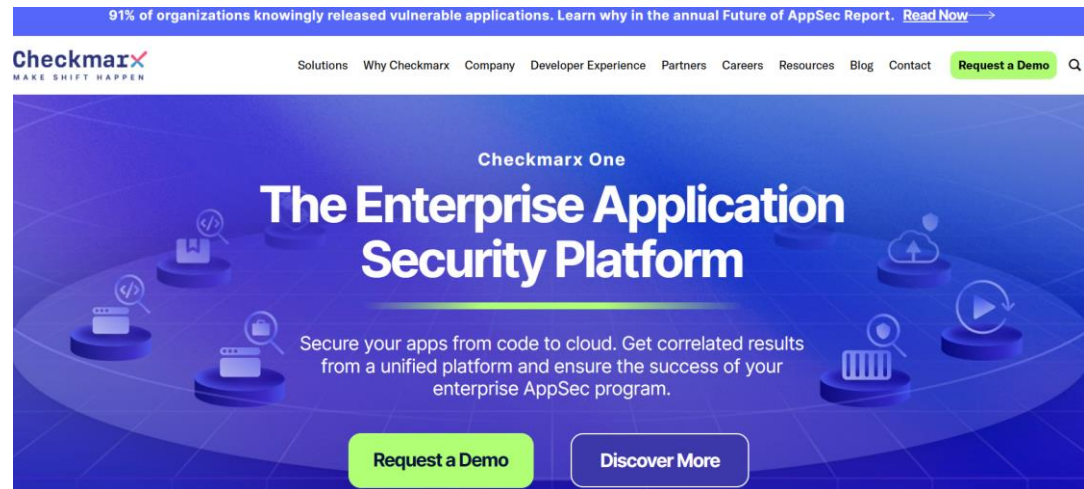 91% of organizations knowingly released vulnerable applications. Learn why in the annual Future of AppSec Report. Read Now
Checkmarx
MAKE SHIFT HAPPEN
Solutions Why Checkmarx Company Developer Experience Partners Careers Resources Blog Contact Request a Demo
Checkmarx One
The Enterprise Application
Security Platform
Secure your apps from code to cloud. Get correlated results
from a unified platform and ensure the success of your
enterprise AppSec program.
Request a Demo
Discover More